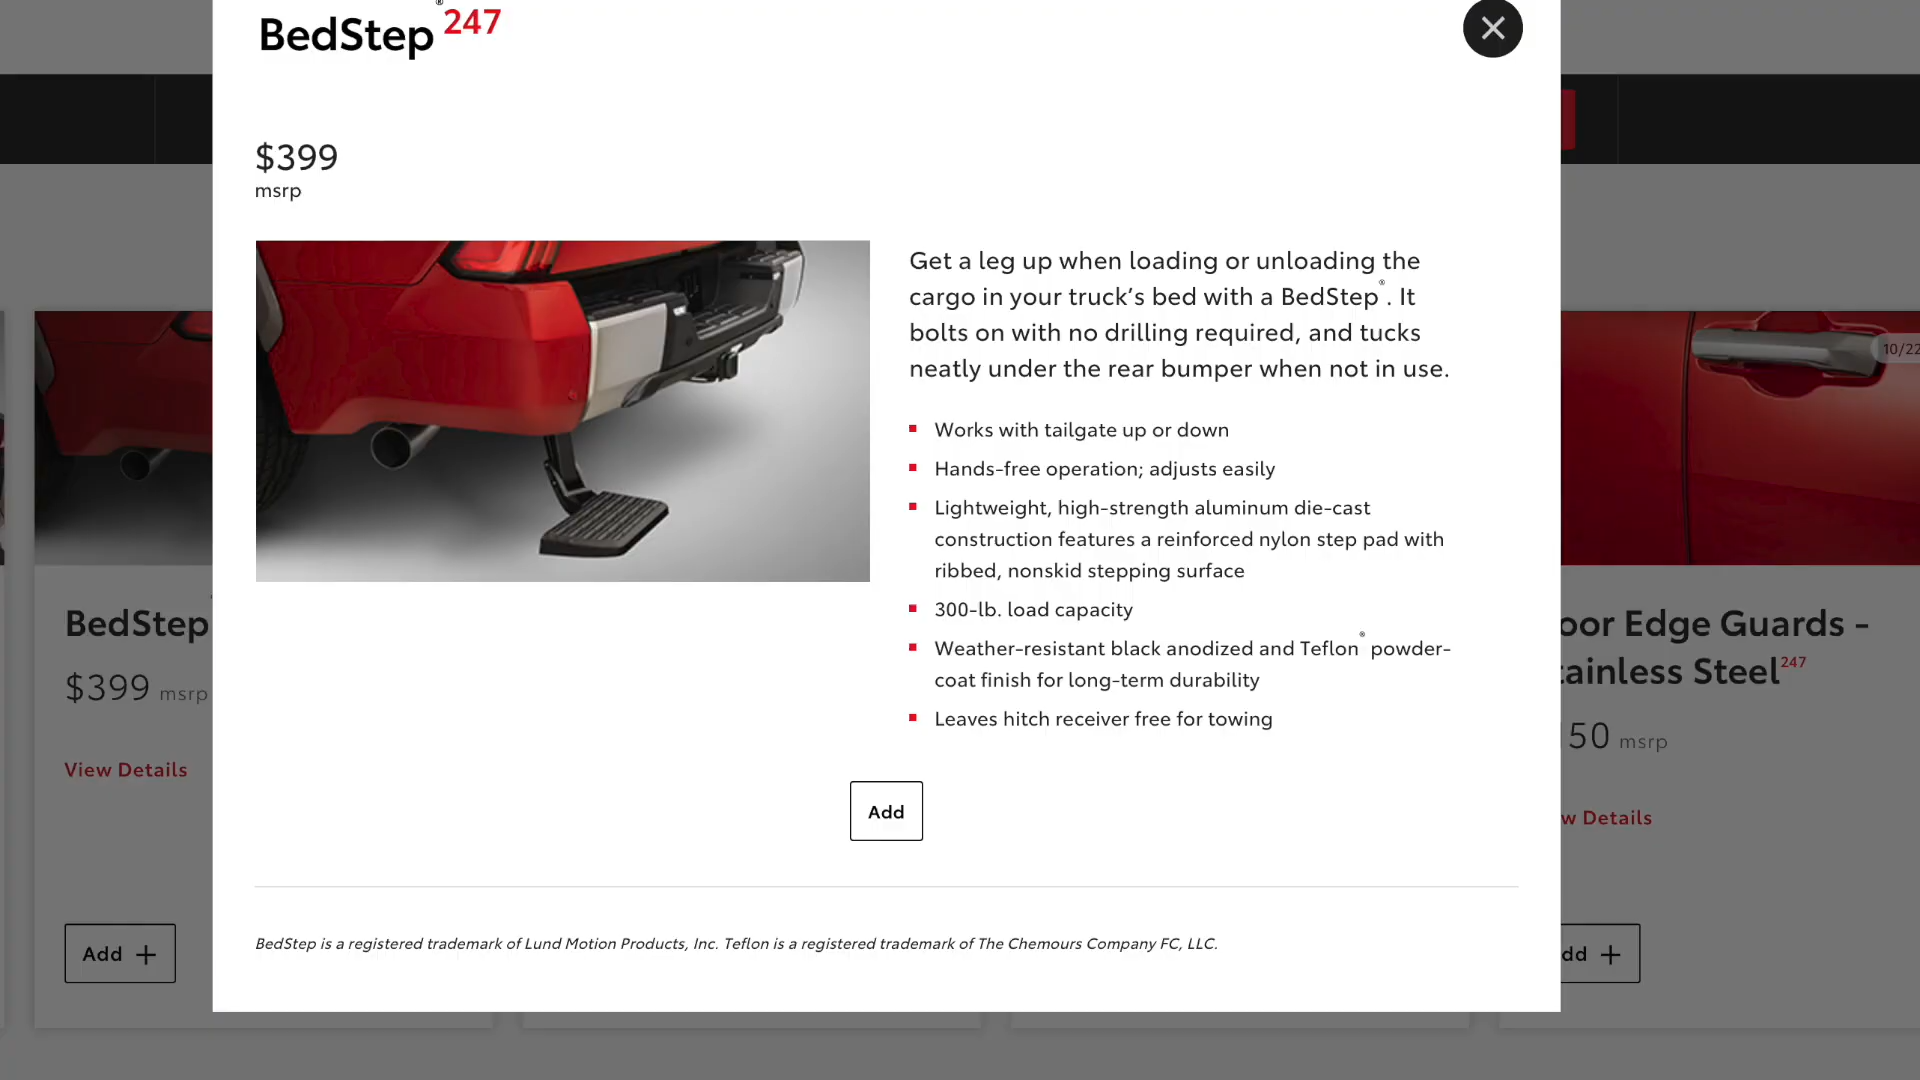 BedStep®247
$399
msrp
Get a leg up when loading or unloading the
cargo in your truck’s bed with a BedStep®. It
bolts on with no drilling required, and tucks
neatly under the rear bumper when not in use.
Works with tailgate up or down
Hands-free operation; adjusts easily
Lightweight, high-strength aluminum die-cast
construction features a reinforced nylon step pad with
ribbed, nonskid stepping surface
300-lb. load capacity
Weather-resistant black anodized and Teflon® powder-
coat finish for long-term durability
Leaves hitch receiver free for towing
Add
BedStep is a registered trademark of Lund Motion Products, Inc. Teflon is a registered trademark of The Chemours Company FC, LLC.
BedStep
$399 msrp
View Details
Add +
10/22
oor Edge Guards -
tainless Steel247
50 msrp
w Details
dd +